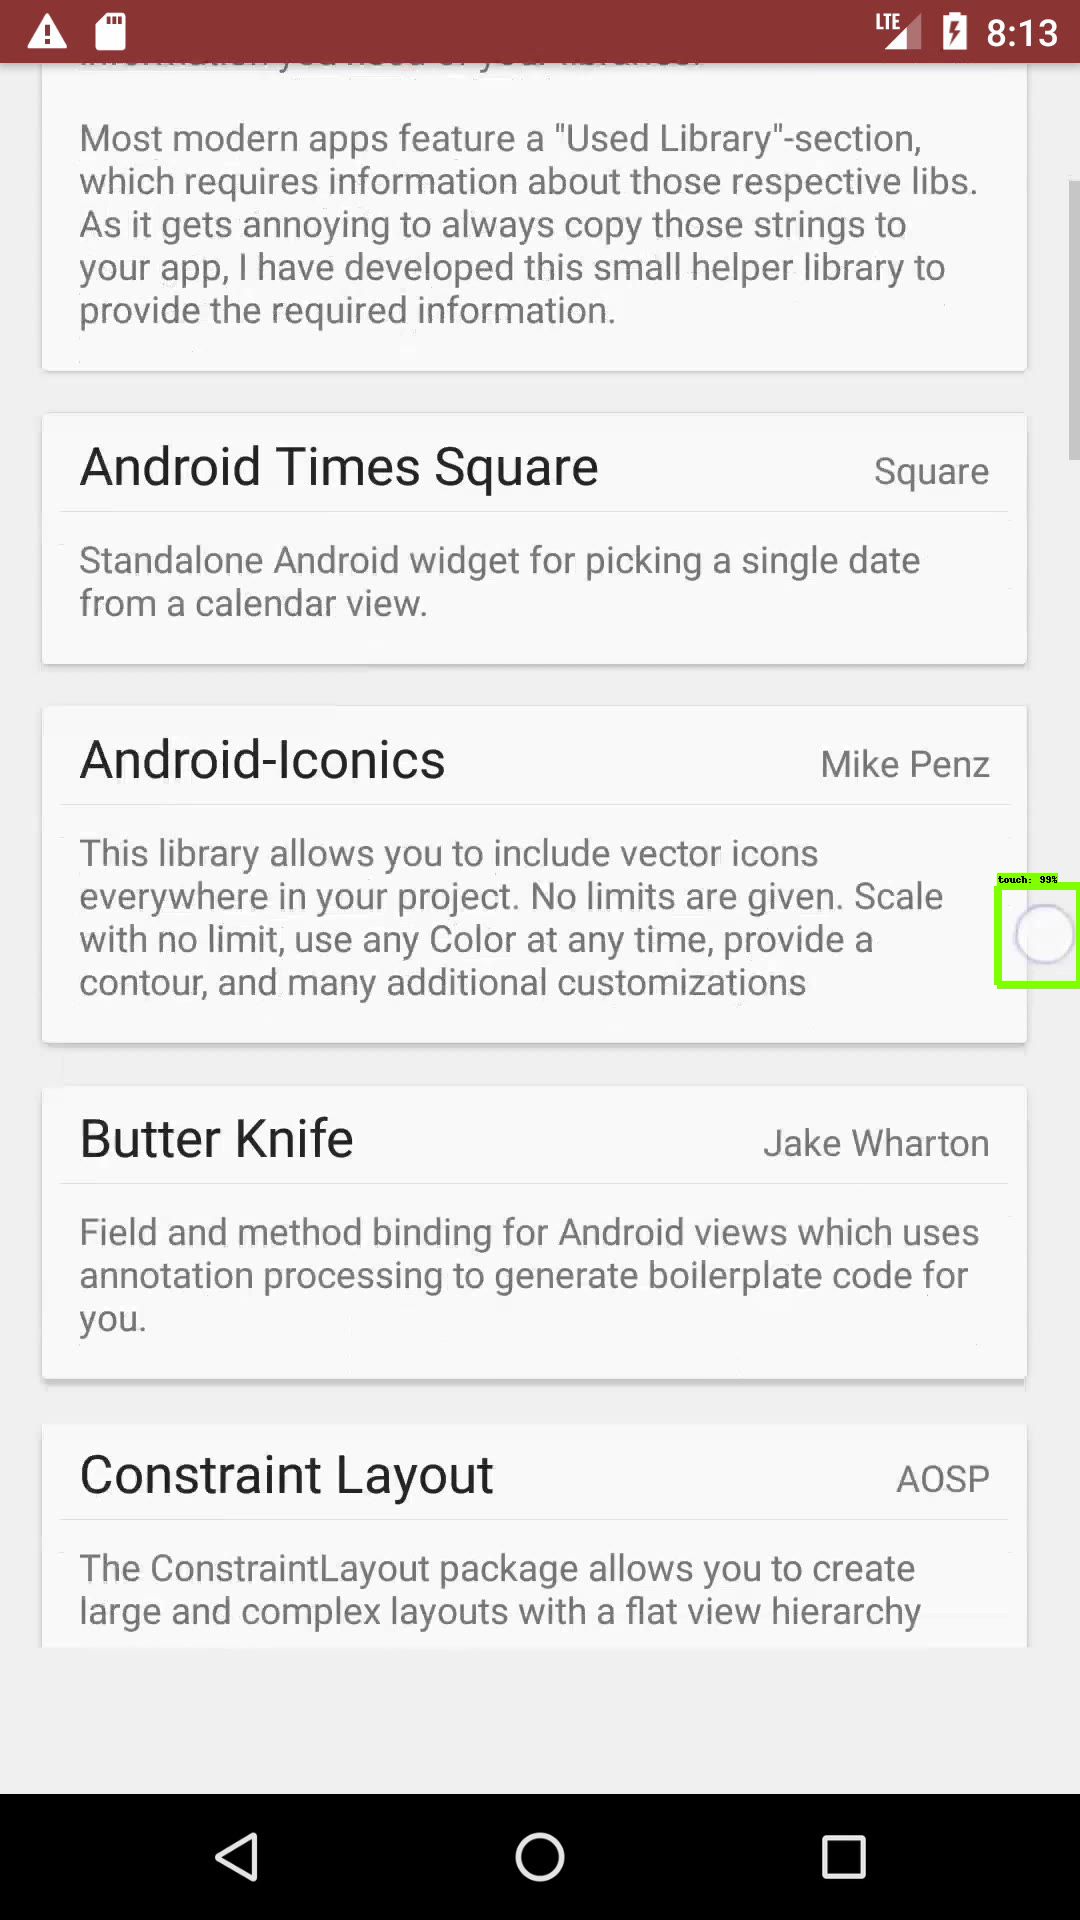 LTE 8:13
Most modern apps feature a "Used Library"-section,
which requires information about those respective libs.
As it gets annoying to always copy those strings to
your app, I have developed this small helper library to
provide the required information.
Android Times Square
Square
Standalone Android widget for picking a single date
from a calendar view.
Android-Iconics
Mike Penz
This library allows you to include vector icons
everywhere in your project. No limits are given. Scale
with no limit, use any Color at any time, provide a
contour, and many additional customizations
touch: 99%
Butter Knife
Jake Wharton
Field and method binding for Android views which uses
annotation processing to generate boilerplate code for
you.
Constraint Layout
AOSP
The ConstraintLayout package allows you to create
large and complex layouts with a flat view hierarchy